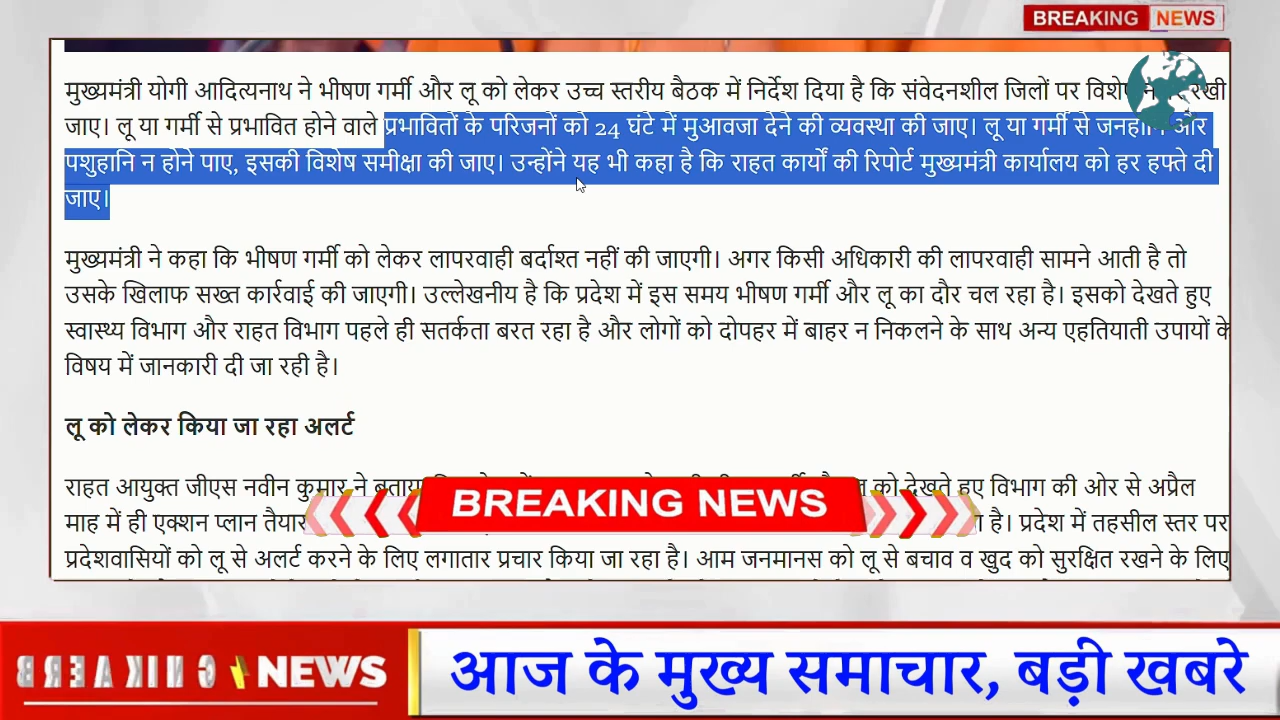 BREAKING NEWS
मुख्यमंत्री योगी आदित्यनाथ ने भीषण गर्मी और लू को लेकर उच्च स्तरीय बैठक में निर्देश दिया है कि संवेदनशील जिलों पर
जाए। लू या गर्मी से प्रभावित होने वाले प्रभावितों के परिजनों को 24 घंटे में मुआवजा देने की व्यवस्था की जाए। लू या गर्मी से जनहानि और
पशुहानि न होने पाए, इसकी विशेष समीक्षा की जाए। उन्होंने यह भी कहा है कि राहत कार्यों की रिपोर्ट मुख्यमंत्री कार्यालय को हर हफ्ते दी
जाए।
मुख्यमंत्री ने कहा कि भीषण गर्मी को लेकर लापरवाही बर्दाश्त नहीं की जाएगी। अगर किसी अधिकारी की लापरवाही सामने आती है तो
उसके खिलाफ सख्त कार्रवाई की जाएगी। उल्लेखनीय है कि प्रदेश में इस समय भीषण गर्मी और लू का दौर चल रहा है। इसको देखते हुए
स्वास्थ्य विभाग और राहत विभाग पहले ही सतर्कता बरत रहा है और लोगों को दोपहर में बाहर न निकलने के साथ अन्य एहतियाती उपायों के
विषय में जानकारी दी जा रही है।
लू को लेकर किया जा रहा अलर्ट
राहत आयुक्त जीएस नवीन कुमार ने को देखते हुए विभाग की ओर से अप्रैल
माह में ही एक्शन प्लान है। प्रदेश में तहसील स्तर पर
BREAKING NEWS
प्रदेशवासियों को लू से अलर्ट करने के लिए लगातार प्रचार किया जा रहा है। आम जनमानस को लू से बचाव व खुद को सुरक्षित रखने के लिए
NEWS
आज के मुख्य समाचार, बड़ी खबरे